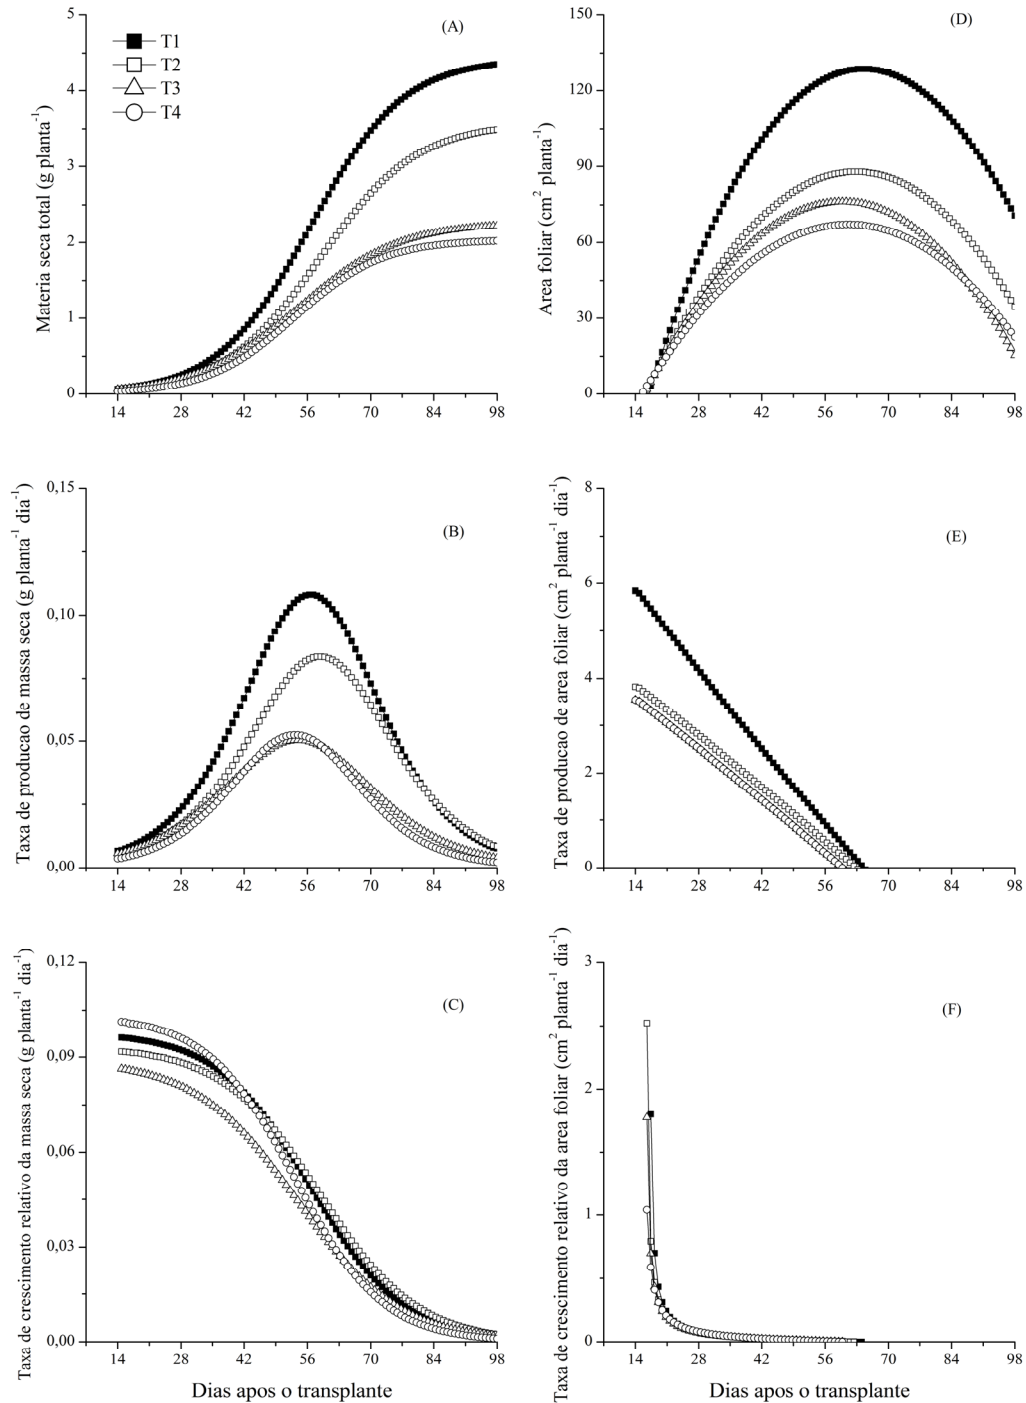 Materia seca total (g planta⁻¹)
5
4
3
2
1
0
(A)
T1
T2
T3
T4
14 28 42 56 70 84 98
Area foliar (cm² planta⁻¹)
150
120
90
60
30
0
(D)
14 28 42 56 70 84 98
Taxa de producao de massa seca (g planta⁻¹ dia⁻¹)
0,15
0,10
0,05
0,00
(B)
14 28 42 56 70 84 98
Taxa de producao de area foliar (cm² planta⁻¹ dia⁻¹)
8
6
4
2
0
(E)
14 28 42 56 70 84 98
Taxa de crescimento relativo da massa seca (g planta⁻¹ dia⁻¹)
0,12
0,09
0,06
0,03
0,00
(C)
14 28 42 56 70 84 98
Dias apos o transplante
Taxa de crescimento relativo da area foliar (cm² planta⁻¹ dia⁻¹)
3
2
1
0
(F)
14 28 42 56 70 84 98
Dias apos o transplante